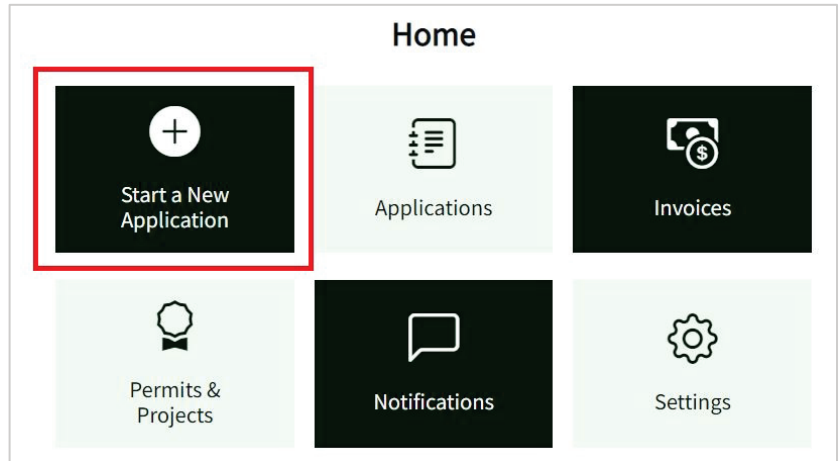 Home
Start a New
Application
Applications
Invoices
Permits &
Projects
Notifications
Settings